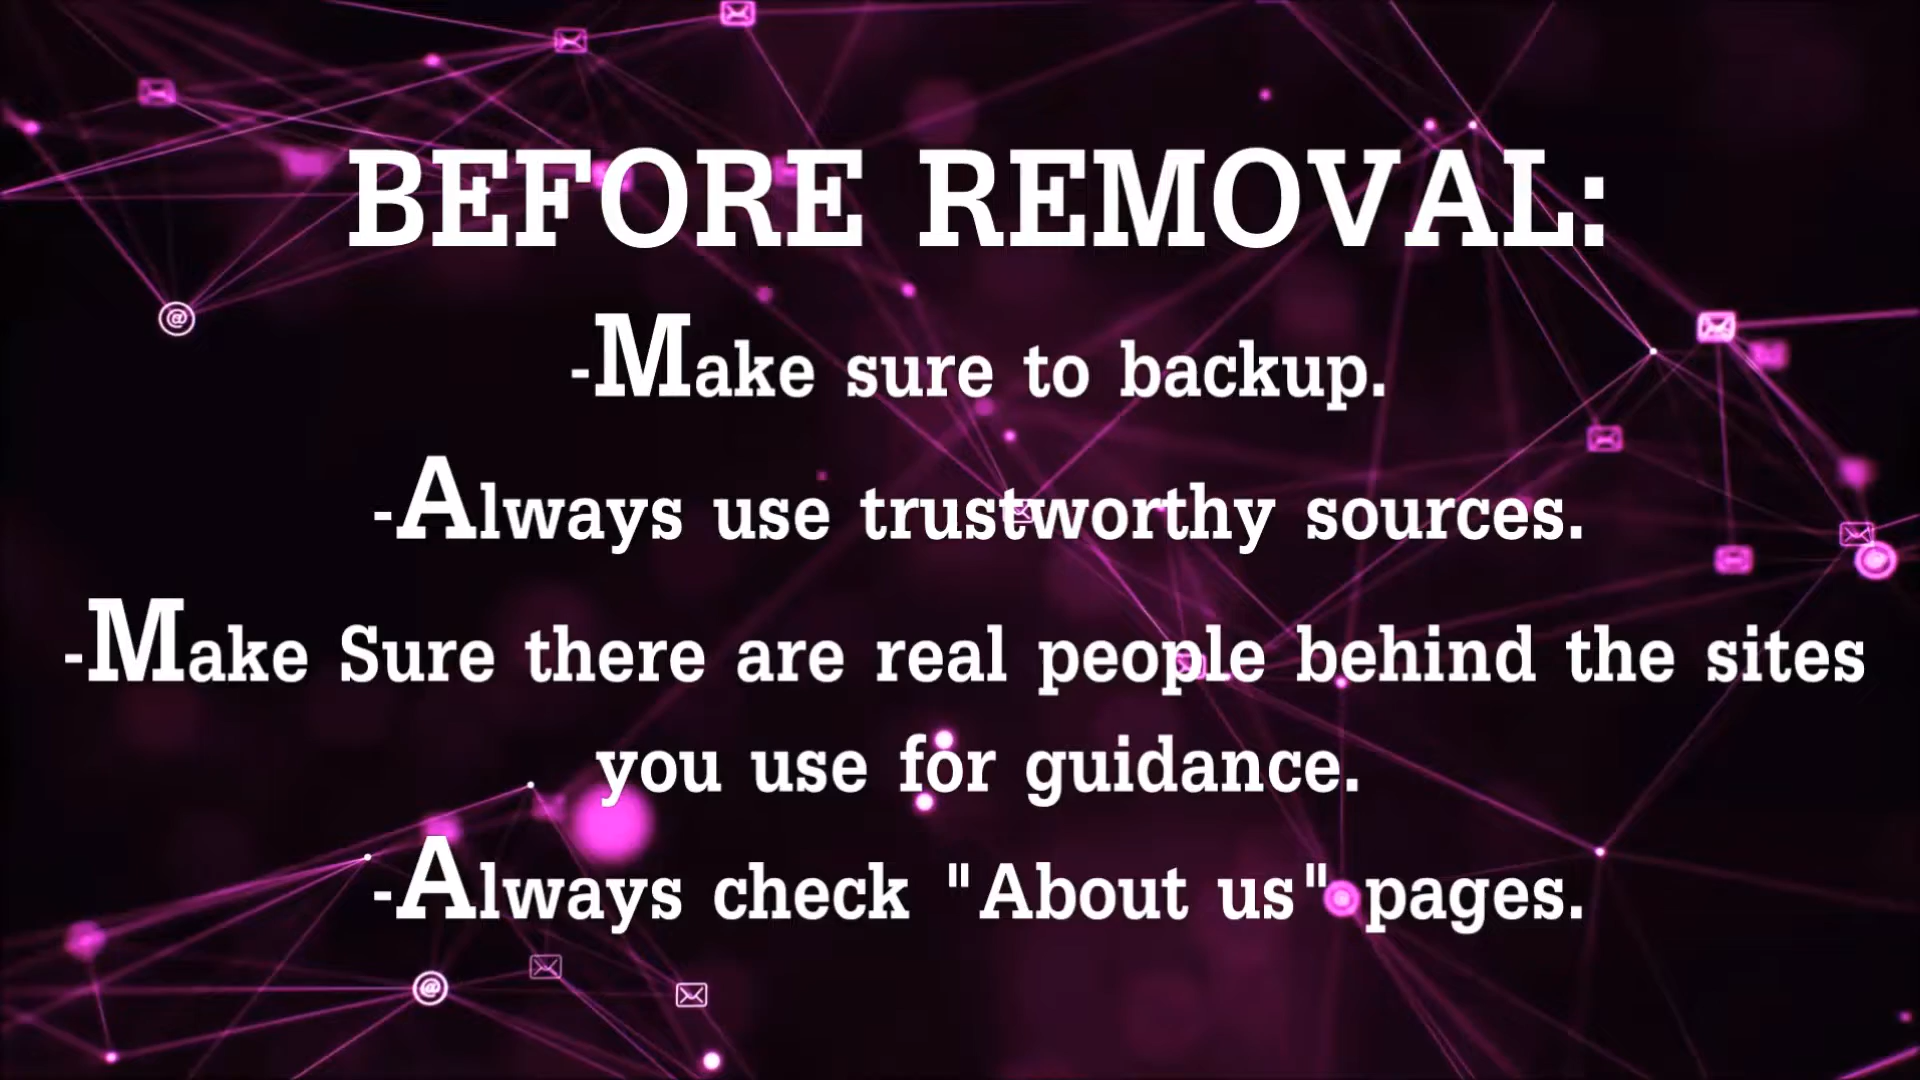 BEFORE REMOVAL:
-Make sure to backup.
-Always use trustworthy sources.
-Make Sure there are real people behind the sites
you use for guidance.
-Always check "About us" pages.